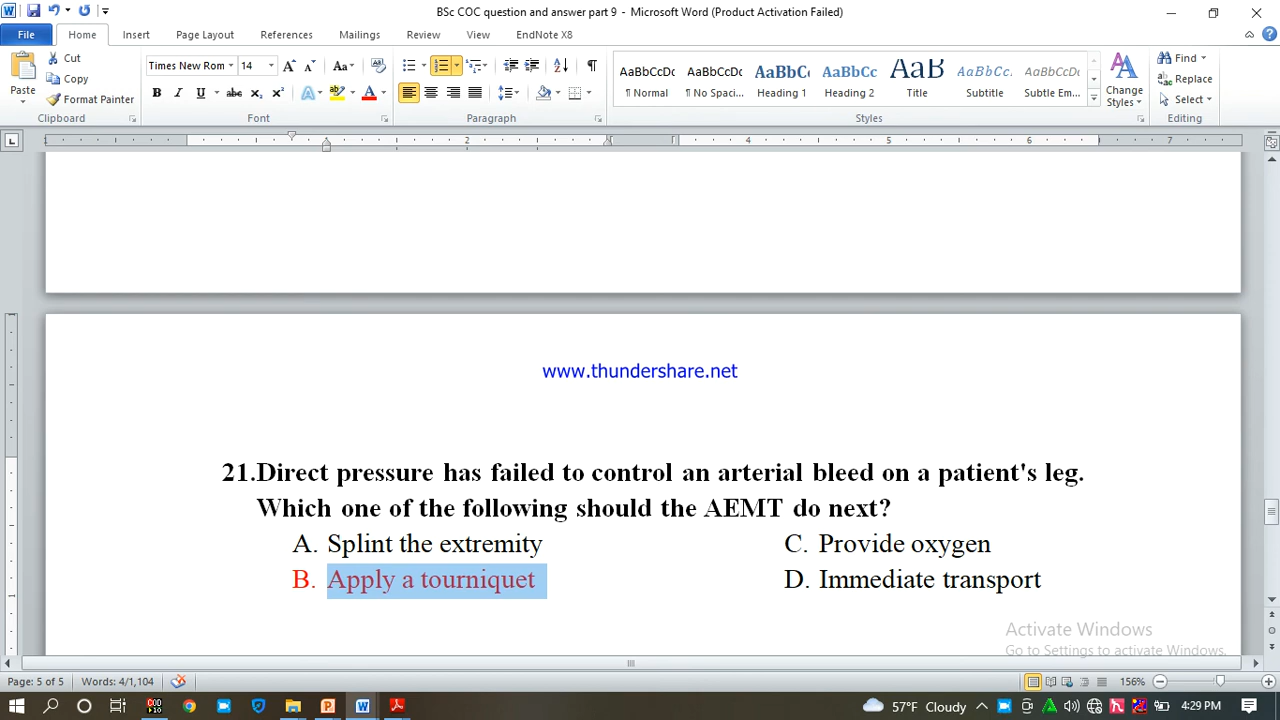 BSc COC question and answer part 9 - Microsoft Word (Product Activation Failed)
File Home Insert Page Layout References Mailings Review View EndNote X8
Paste
Cut
Copy
Format Painter
Clipboard
Times New Rom 14
Font
Paragraph
AaBbCcDc AaBbCcDc AaBbCc AaBbCc AaB AaBbCc. AaBbCcDc
¶ Normal ¶ No Spaci... Heading 1 Heading 2 Title Subtitle Subtle Em...
Change
Styles
Styles
Find
Replace
Select
Editing
2 4 5 6 7
www.thundershare.net
21.Direct pressure has failed to control an arterial bleed on a patient's leg.
Which one of the following should the AEMT do next?
A. Splint the extremity
B. Apply a tourniquet
C. Provide oxygen
D. Immediate transport
Activate Windows
Go to Settings to activate Windows.
Page: 5 of 5 Words: 4/1,104 156%
57°F Cloudy 4:29 PM